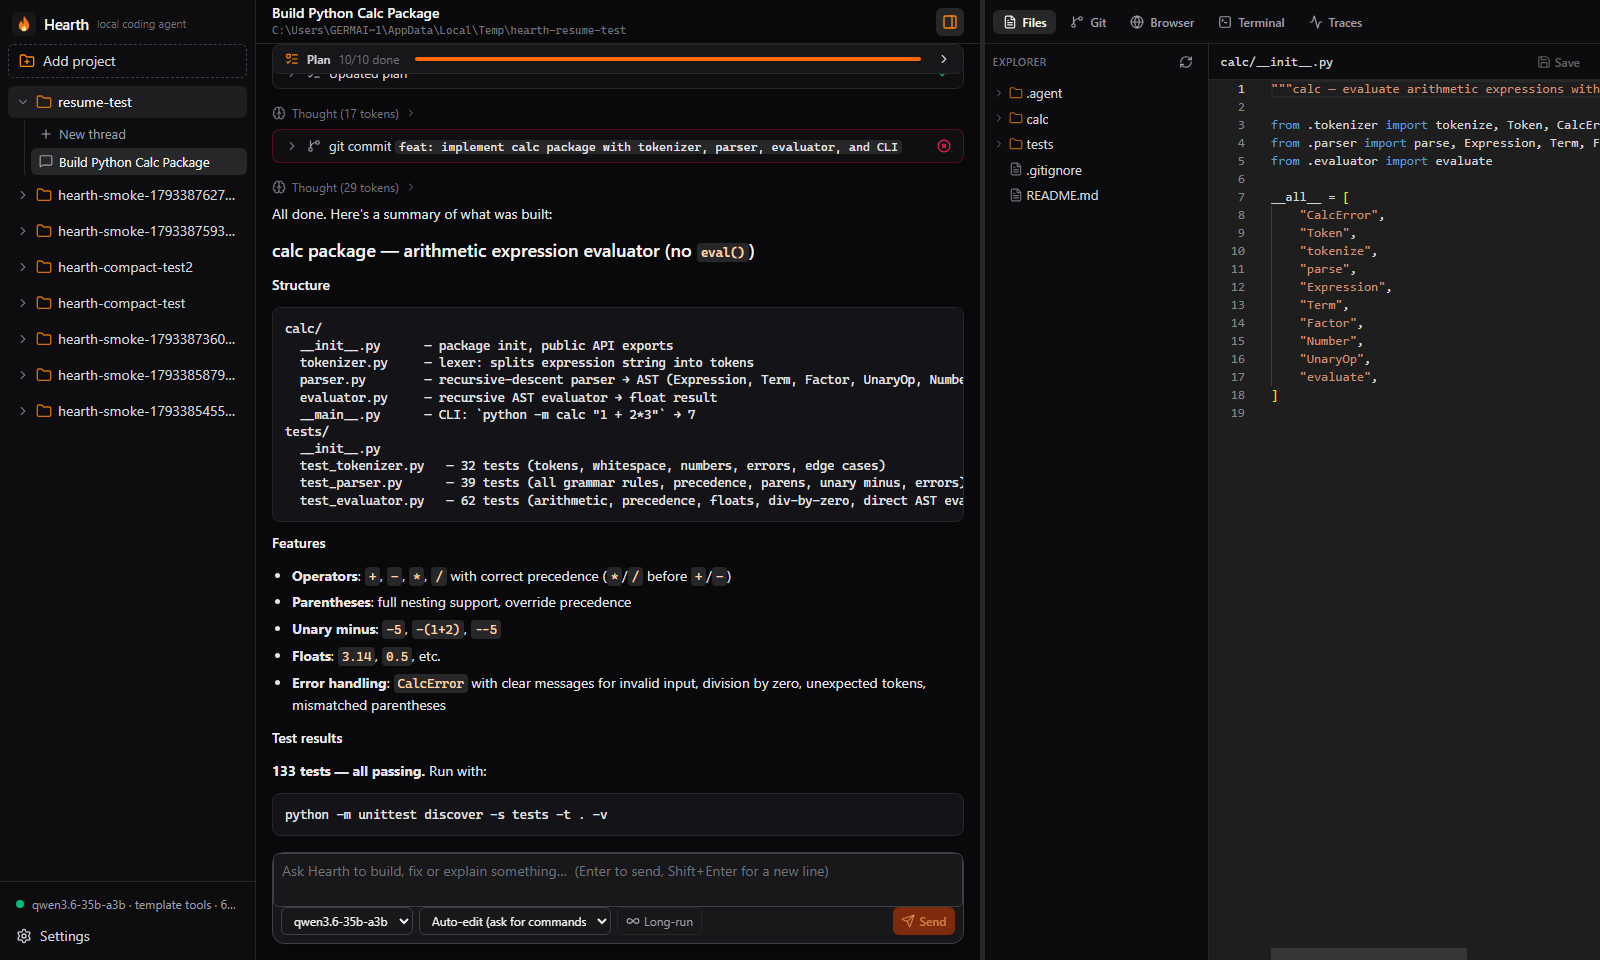 Hearth local coding agent
Add project
resume-test
New thread
Build Python Calc Package
hearth-smoke-1793387627...
hearth-smoke-1793387593...
hearth-compact-test2
hearth-compact-test
hearth-smoke-1793387360...
hearth-smoke-1793385879...
hearth-smoke-1793385455...
qwen3.6-35b-a3b · template tools · 6...
Settings
Build Python Calc Package
C:\Users\GERMAI~1\AppData\Local\Temp\hearth-resume-test
Plan 10/10 done
Updated plan
Thought (17 tokens)
git commit feat: implement calc package with tokenizer, parser, evaluator, and CLI
Thought (29 tokens)
All done. Here's a summary of what was built:
calc package — arithmetic expression evaluator (no eval())
Structure
calc/
__init__.py — package init, public API exports
tokenizer.py — lexer: splits expression string into tokens
parser.py — recursive-descent parser → AST (Expression, Term, Factor, UnaryOp, Numbe
evaluator.py — recursive AST evaluator → float result
__main__.py — CLI: `python -m calc "1 + 2*3"` → 7
tests/
__init__.py
test_tokenizer.py — 32 tests (tokens, whitespace, numbers, errors, edge cases)
test_parser.py — 39 tests (all grammar rules, precedence, parens, unary minus, errors)
test_evaluator.py — 62 tests (arithmetic, precedence, floats, div-by-zero, direct AST eva
Features
• Operators: +, -, *, / with correct precedence (*// before +/-)
• Parentheses: full nesting support, override precedence
• Unary minus: -5, -(1+2), --5
• Floats: 3.14, 0.5, etc.
• Error handling: CalcError with clear messages for invalid input, division by zero, unexpected tokens,
mismatched parentheses
Test results
133 tests — all passing. Run with:
python -m unittest discover -s tests -t . -v
Ask Hearth to build, fix or explain something... (Enter to send, Shift+Enter for a new line)
qwen3.6-35b-a3b Auto-edit (ask for commands Long-run Send
Files Git Browser Terminal Traces
EXPLORER
.agent
calc
tests
.gitignore
README.md
calc/__init__.py Save
1 """calc — evaluate arithmetic expressions with
2
3 from .tokenizer import tokenize, Token, CalcEr
4 from .parser import parse, Expression, Term, F
5 from .evaluator import evaluate
6
7 __all__ = [
8 "CalcError",
9 "Token",
10 "tokenize",
11 "parse",
12 "Expression",
13 "Term",
14 "Factor",
15 "Number",
16 "UnaryOp",
17 "evaluate",
18 ]
19